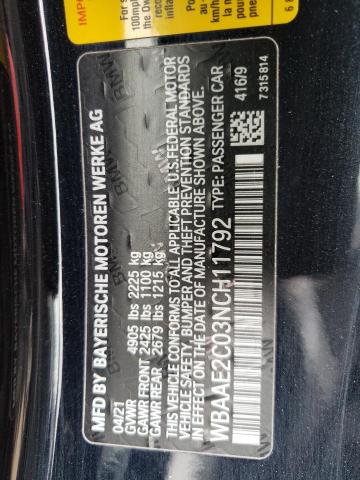 MFD BY BAYERISCHE MOTOREN WERKE AG
04/21
GVWR 4905 lbs 2225 kg
GAWR FRONT 2425 lbs 1100 kg
GAWR REAR 2679 lbs 1215 kg
THIS VEHICLE CONFORMS TO ALL APPLICABLE U.S. FEDERAL MOTOR
VEHICLE SAFETY, BUMPER AND THEFT PREVENTION STANDARDS
IN EFFECT ON THE DATE OF MANUFACTURE SHOWN ABOVE.
WBAAE2C03NCH11792 TYPE: PASSENGER CAR
416/9
7315814